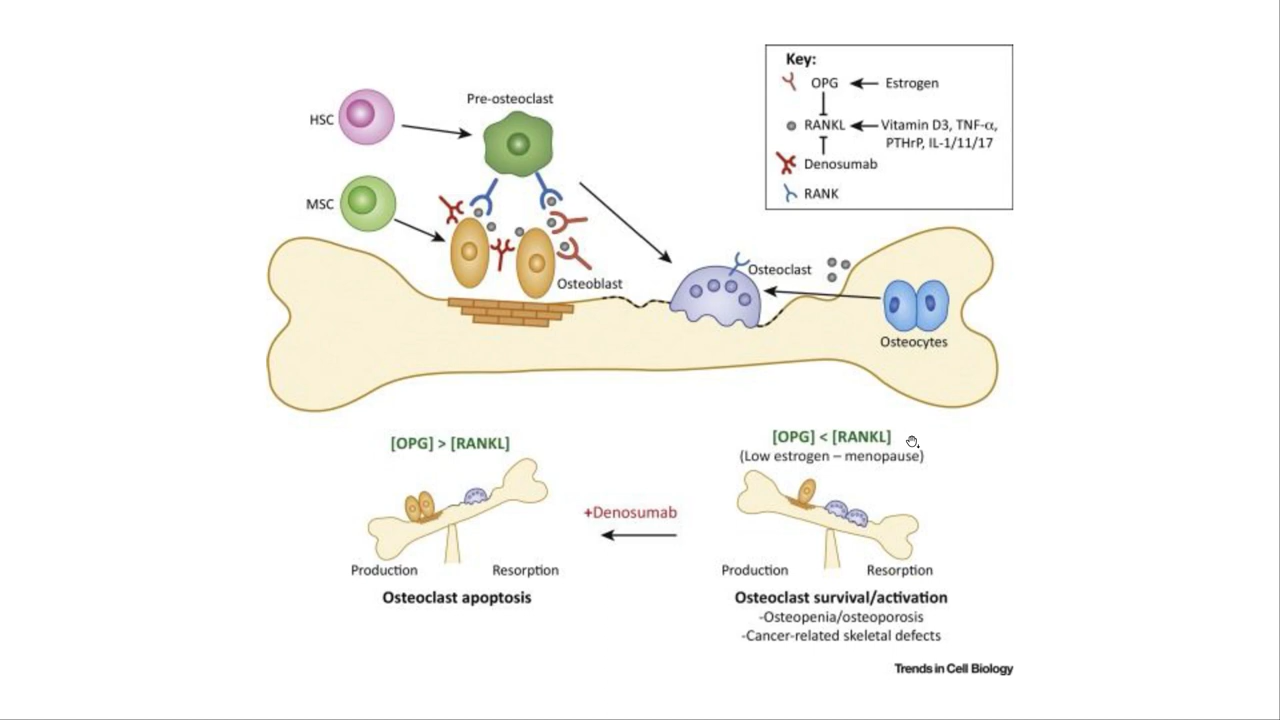 Key:
OPG
Estrogen
RANKL
Vitamin D3, TNF-α,
PTHrP, IL-1/11/17
Denosumab
RANK
HSC
Pre-osteoclast
MSC
Osteoblast
Osteoclast
Osteocytes
[OPG] > [RANKL]
Production
Resorption
Osteoclast apoptosis
+Denosumab
[OPG] < [RANKL]
(Low estrogen – menopause)
Production
Resorption
Osteoclast survival/activation
-Osteopenia/osteoporosis
-Cancer-related skeletal defects
Trends in Cell Biology